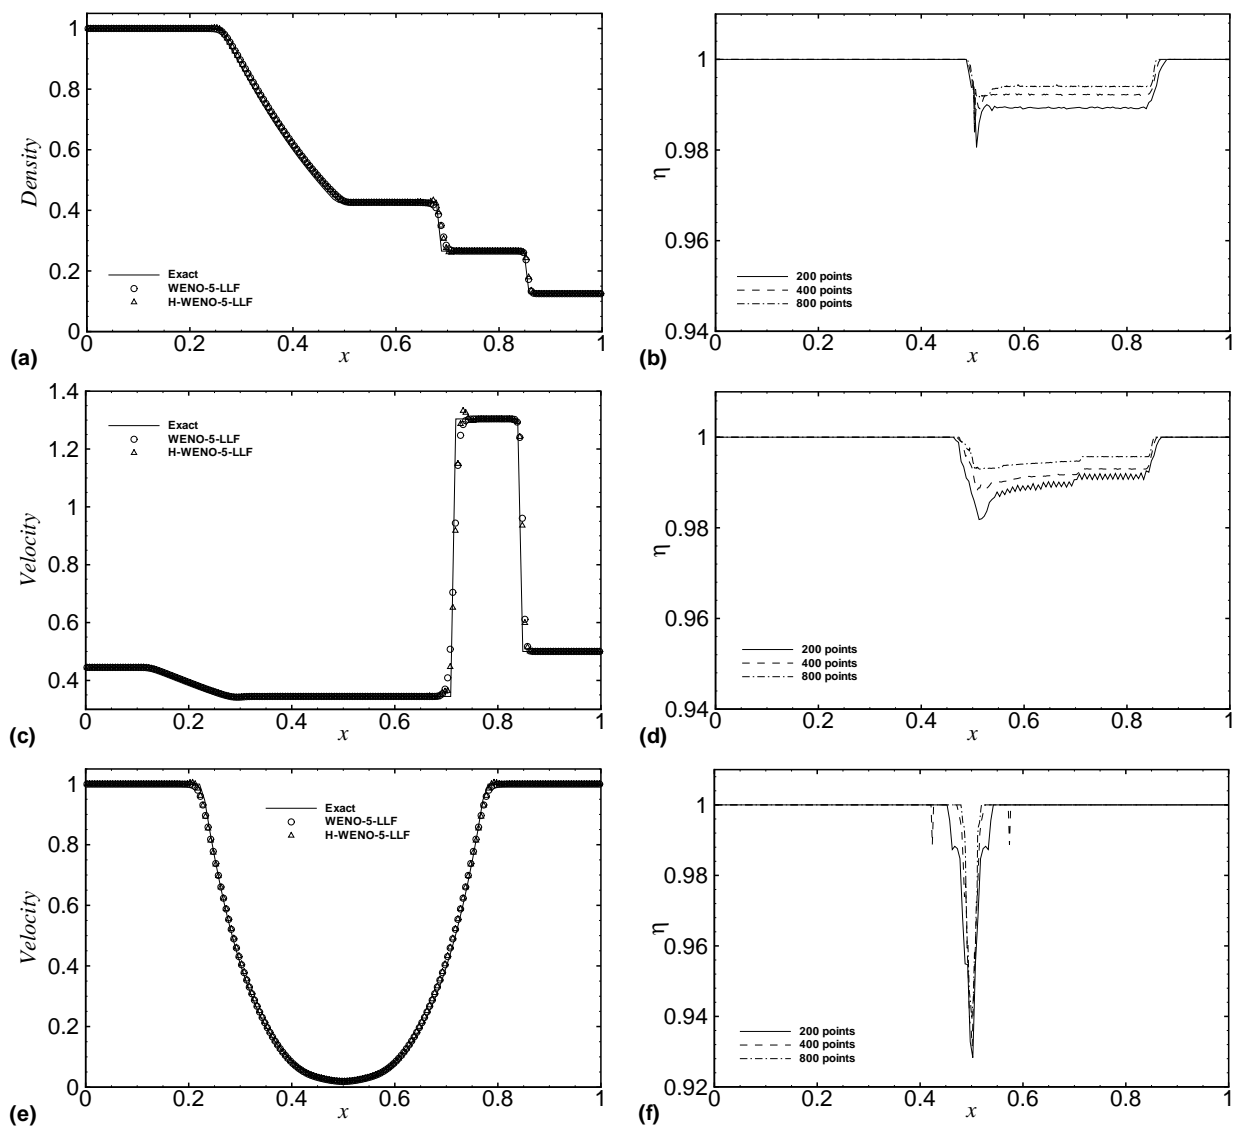 1
0.8
0.6
0.4
0.2
0
Density
Exact
WENO-5-LLF
H-WENO-5-LLF
0 0.2 0.4 0.6 0.8 1
x
(a)
1
0.98
0.96
0.94
η
200 points
400 points
800 points
0 0.2 0.4 0.6 0.8 1
x
(b)
1.4
1.2
1
0.8
0.6
0.4
Velocity
Exact
WENO-5-LLF
H-WENO-5-LLF
0 0.2 0.4 0.6 0.8 1
x
(c)
1
0.98
0.96
0.94
η
200 points
400 points
800 points
0 0.2 0.4 0.6 0.8 1
x
(d)
1
0.8
0.6
0.4
0.2
0
Velocity
Exact
WENO-5-LLF
H-WENO-5-LLF
0 0.2 0.4 0.6 0.8 1
x
(e)
1
0.98
0.96
0.94
0.92
η
200 points
400 points
800 points
0 0.2 0.4 0.6 0.8 1
x
(f)